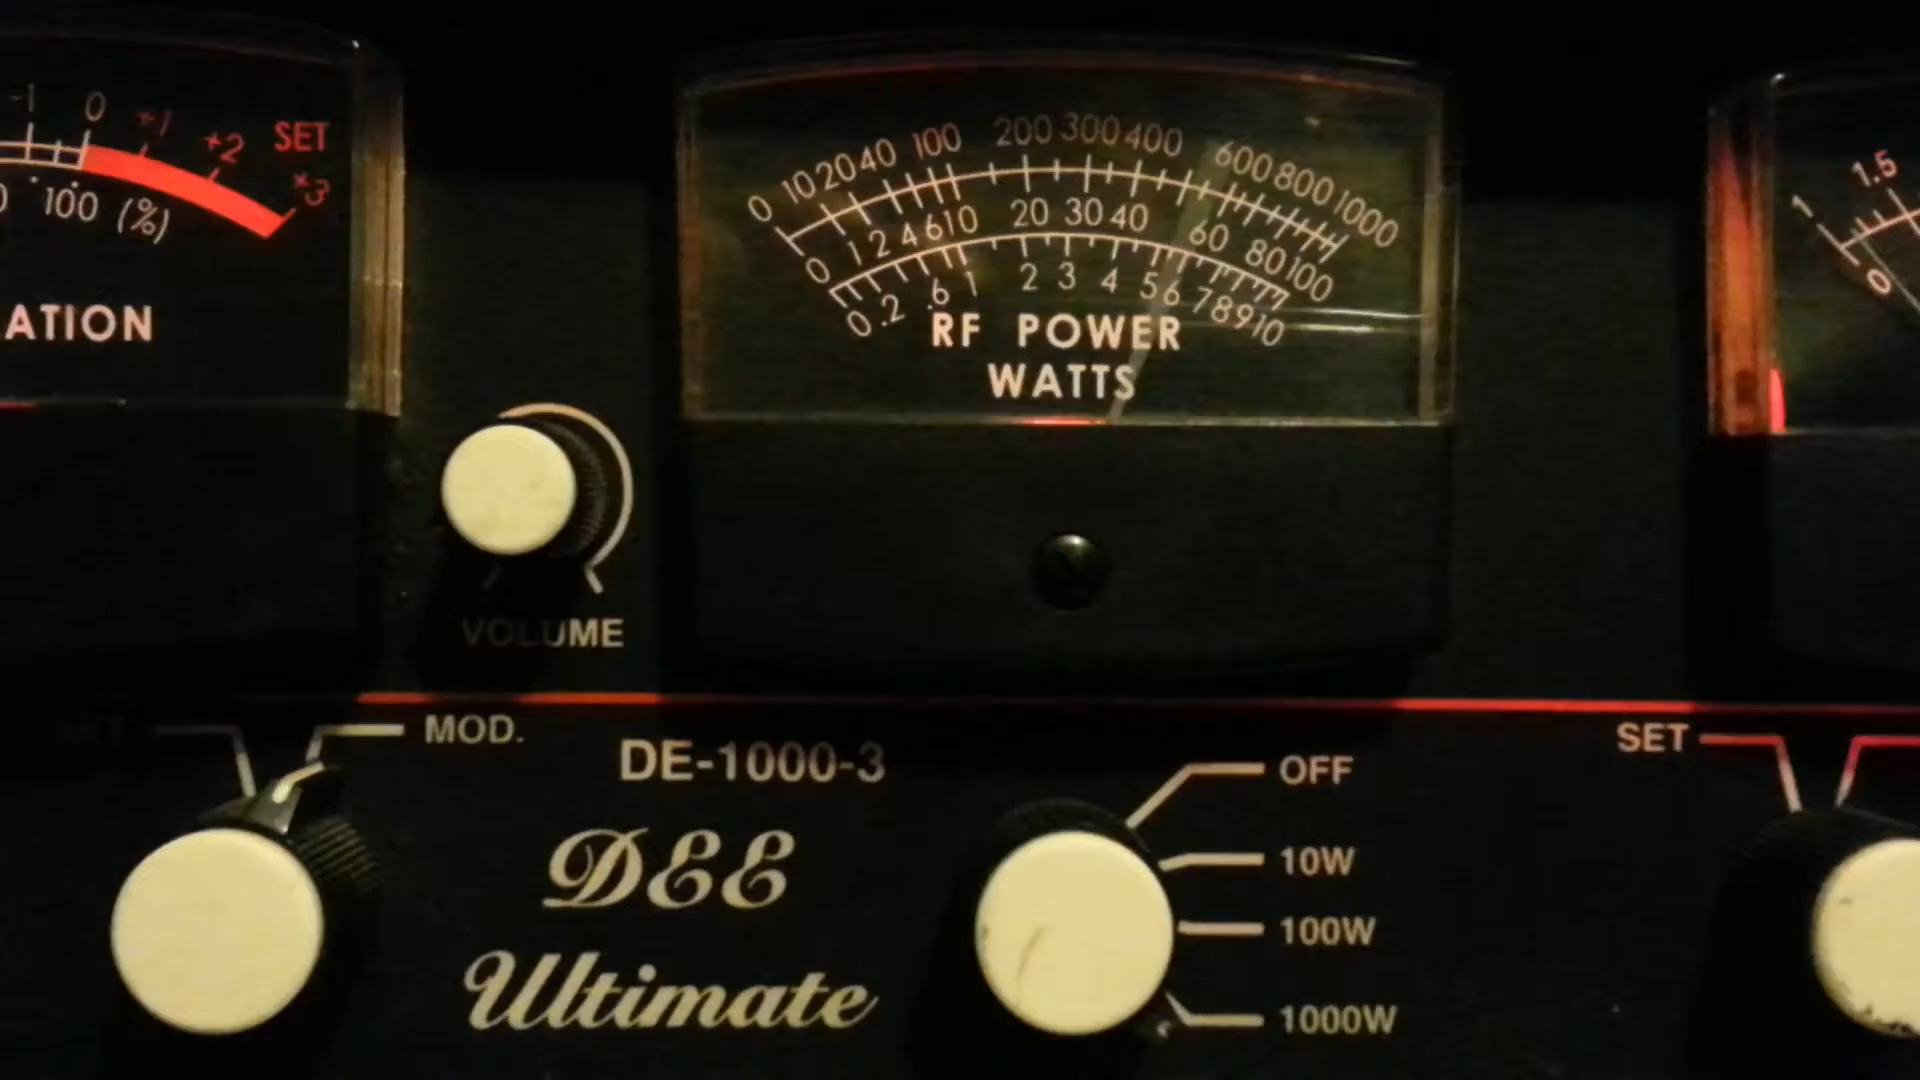 -1 0 +1 +2 SET +3
100 (%)
ATION
0 10 20 40 100 200 300 400 600 800 1000
0 1 2 4 6 10 20 30 40 60 80 100
0 .2 .6 1 2 3 4 5 6 7 8 9 10
RF POWER
WATTS
1 1.5
0
VOLUME
MOD.
DE-1000-3
DEE
Ultimate
OFF
10W
100W
1000W
SET